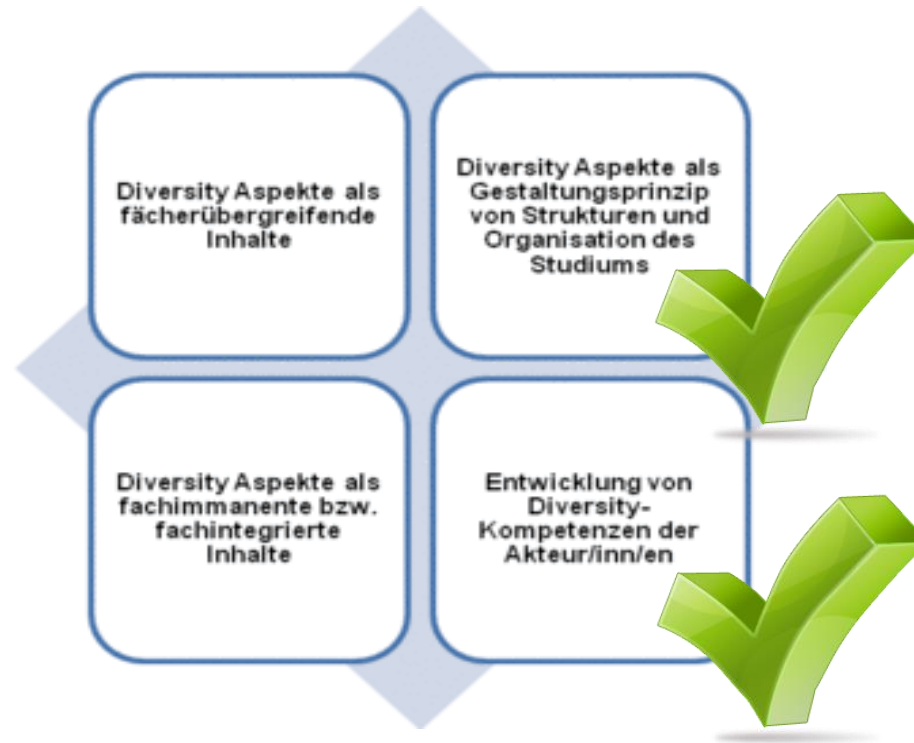 Diversity Aspekte als
fächerübergreifende
Inhalte
Diversity Aspekte als
Gestaltungsprinzip
von Strukturen und
Organisation des
Studiums
Diversity Aspekte als
fachimmanente bzw.
fachintegrierte
Inhalte
Entwicklung von
Diversity-
Kompetenzen der
Akteur/inn/en